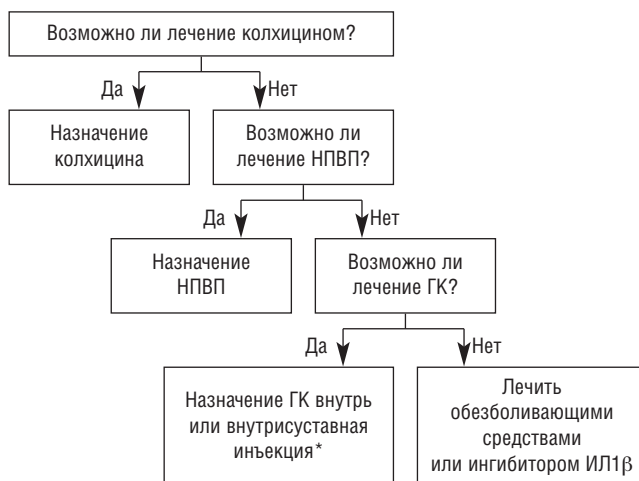 Возможно ли лечение колхицином?
Да
Нет
Назначение
колхицина
Возможно ли
лечение НПВП?
Да
Нет
Назначение
НПВП
Возможно ли
лечение ГК?
Да
Нет
Назначение ГК внутрь
или внутрисуставная
инъекция*
Лечить
обезболивающими
средствами
или ингибитором ИЛ1β